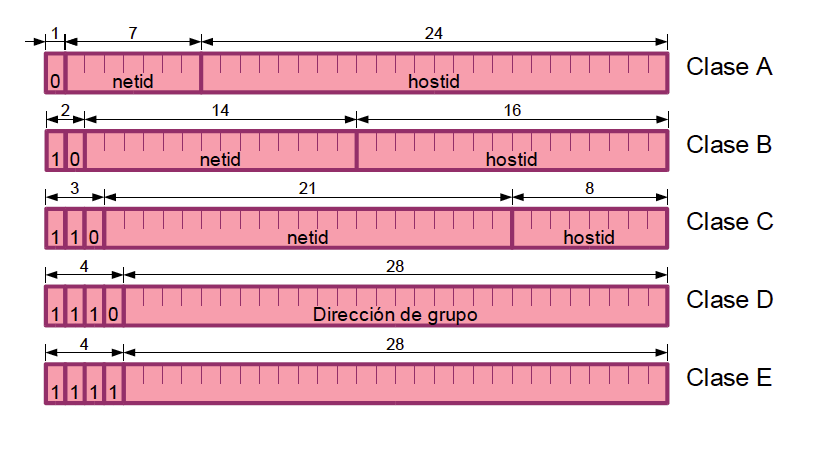 1 7 24
0 netid hostid Clase A
2 14 16
1 0 netid hostid Clase B
3 21 8
1 1 0 netid hostid Clase C
4 28
1 1 1 0 Dirección de grupo Clase D
4 28
1 1 1 1 Clase E